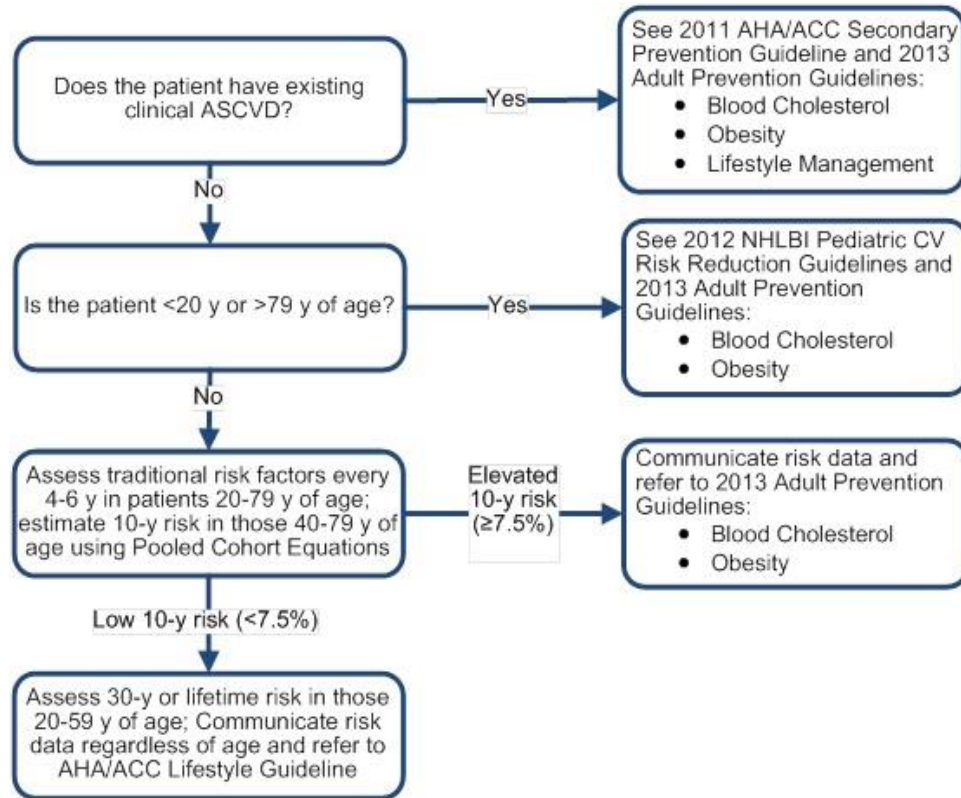 Does the patient have existing
clinical ASCVD?
Yes
See 2011 AHA/ACC Secondary
Prevention Guideline and 2013
Adult Prevention Guidelines:
• Blood Cholesterol
• Obesity
• Lifestyle Management
No
Is the patient <20 y or >79 y of age?
Yes
See 2012 NHLBI Pediatric CV
Risk Reduction Guidelines and
2013 Adult Prevention
Guidelines:
• Blood Cholesterol
• Obesity
No
Assess traditional risk factors every
4-6 y in patients 20-79 y of age;
estimate 10-y risk in those 40-79 y of
age using Pooled Cohort Equations
Elevated
10-y risk
(≥7.5%)
Communicate risk data and
refer to 2013 Adult Prevention
Guidelines:
• Blood Cholesterol
• Obesity
Low 10-y risk (<7.5%)
Assess 30-y or lifetime risk in those
20-59 y of age; Communicate risk
data regardless of age and refer to
AHA/ACC Lifestyle Guideline